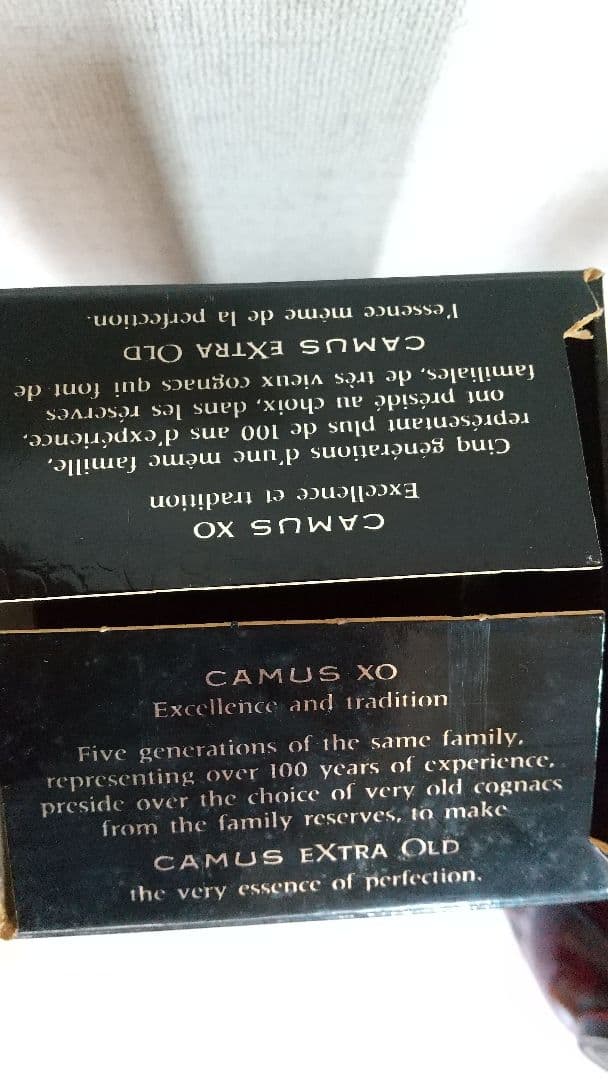 CAMUS XO
Excellence et tradition
Cinq générations d'une même famille,
représentant plus de 100 ans d'expérience,
ont présidé au choix, dans les réserves
familiales, de très vieux cognacs qui font de
CAMUS EXTRA OLD
l'essence même de la perfection.
CAMUS XO
Excellence and tradition
Five generations of the same family,
representing over 100 years of experience,
preside over the choice of very old cognacs
from the family reserves, to make
CAMUS EXTRA OLD
the very essence of perfection.